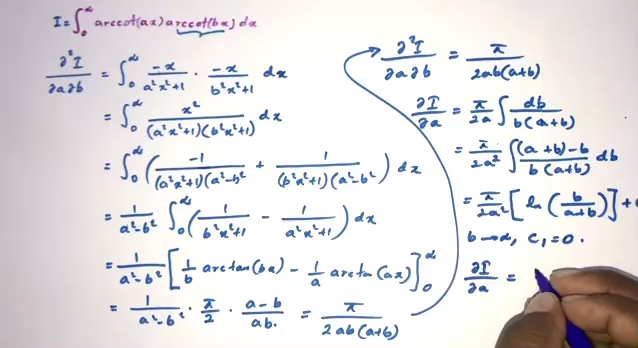 I = ∫₀^∞ arccot(ax) arccot(bx) dx
∂²I/∂a∂b = ∫₀^∞ -x/(a²x²+1) · -x/(b²x²+1) dx
= ∫₀^∞ x²/((a²x²+1)(b²x²+1)) dx
= ∫₀^∞ (-1/((a²x²+1)(a²-b²)) + 1/((b²x²+1)(a²-b²))) dx
= 1/(a²-b²) ∫₀^∞ (1/(b²x²+1) - 1/(a²x²+1)) dx
= 1/(a²-b²) [1/b arctan(bx) - 1/a arctan(ax)]₀^∞
= 1/(a²-b²) · π/2 · (a-b)/ab. = π/(2ab(a+b))
∂²I/∂a∂b = π/(2ab(a+b))
∂I/∂a = π/2a ∫ db/(b(a+b))
= π/2a² ∫ ((a+b)-b)/(b(a+b)) db
= π/2a² [ln(b/(a+b))] +
b→∞, C₁=0.
∂I/∂a =